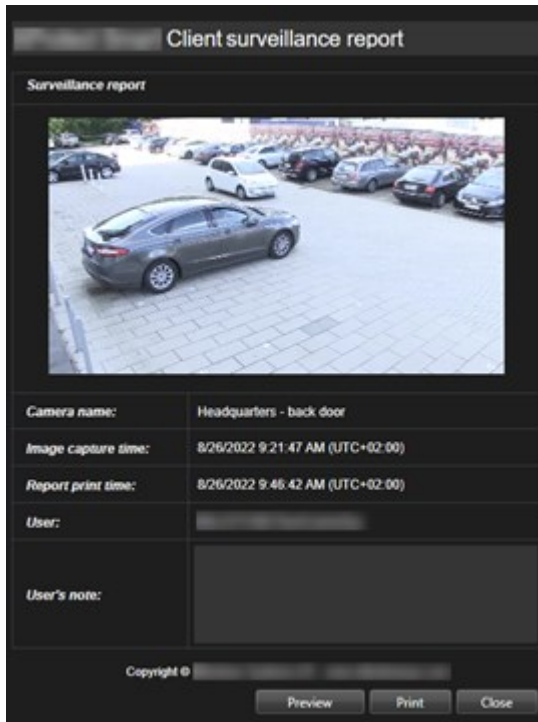 Client surveillance report
Surveillance report
Camera name: Headquarters - back door
Image capture time: 8/26/2022 9:21:47 AM (UTC+02:00)
Report print time: 8/26/2022 9:46:42 AM (UTC+02:00)
User:
User's note:
Copyright ©
Preview Print Close